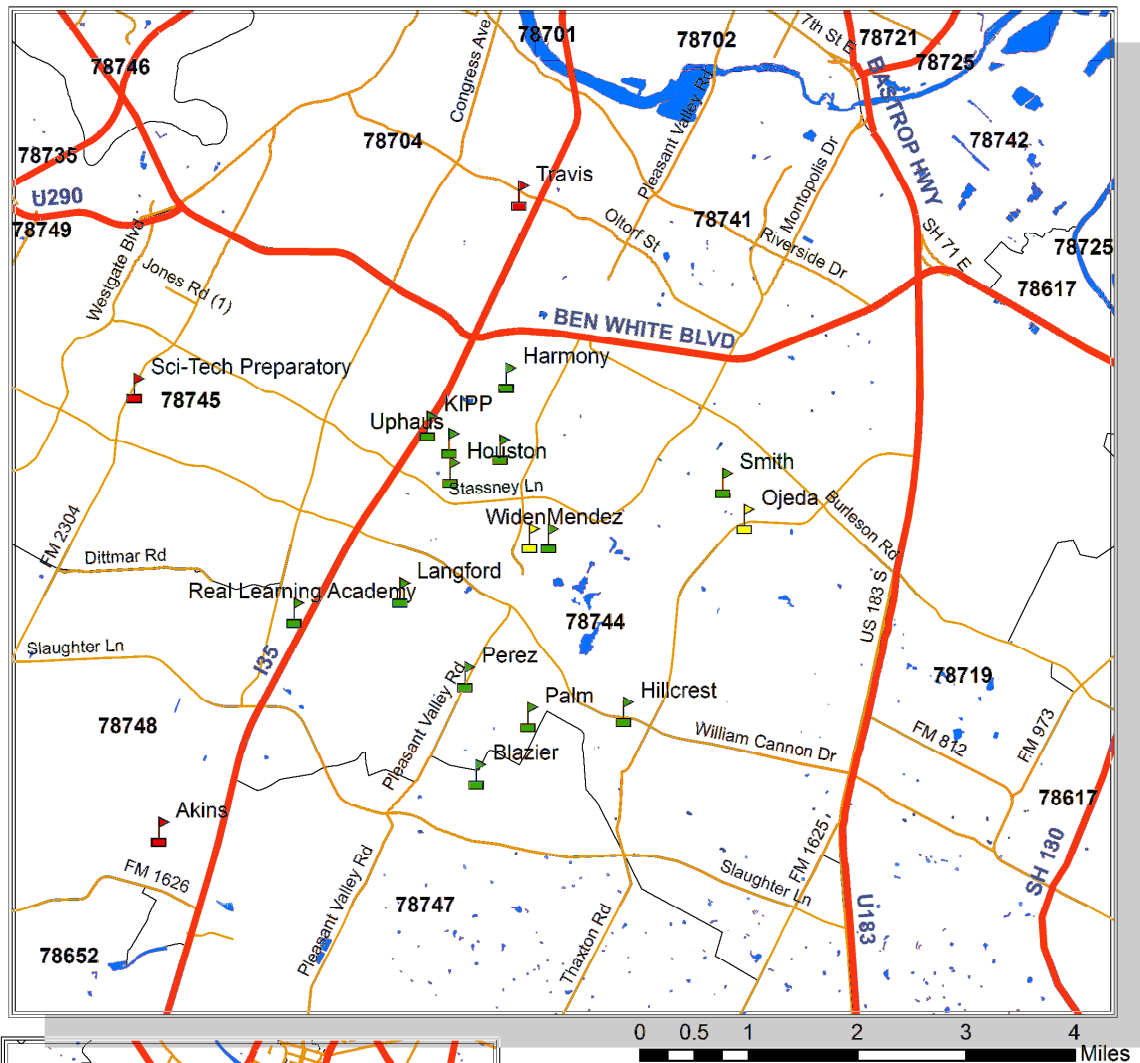 78701
78702
7th St E
78721
78725
78746
Congress Ave
BASTROP HWY
Pleasant Valley Rd
78704
78742
78735
Montopolis Dr
Travis
U290
78749
78741
Oltorf St
Riverside Dr
SH 71 E
78725
Westgate Blvd
Jones Rd (1)
78617
BEN WHITE BLVD
Harmony
Sci-Tech Preparatory
78745
KIPP
Uphaus
Houston
Smith
Stassney Ln
Ojeda
Widen
Mendez
Burleson Rd
FM 2304
Dittmar Rd
Langford
Real Learning Academy
US 183 S
78744
Slaughter Ln
I35
Perez
78719
Pleasant Valley Rd
Palm
Hillcrest
78748
William Cannon Dr
FM 812
FM 973
Blazier
78617
Akins
FM 1625
SH 130
FM 1626
Slaughter Ln
Pleasant Valley Rd
78747
U183
Thaxton Rd
78652
0 0.5 1 2 3 4
Miles